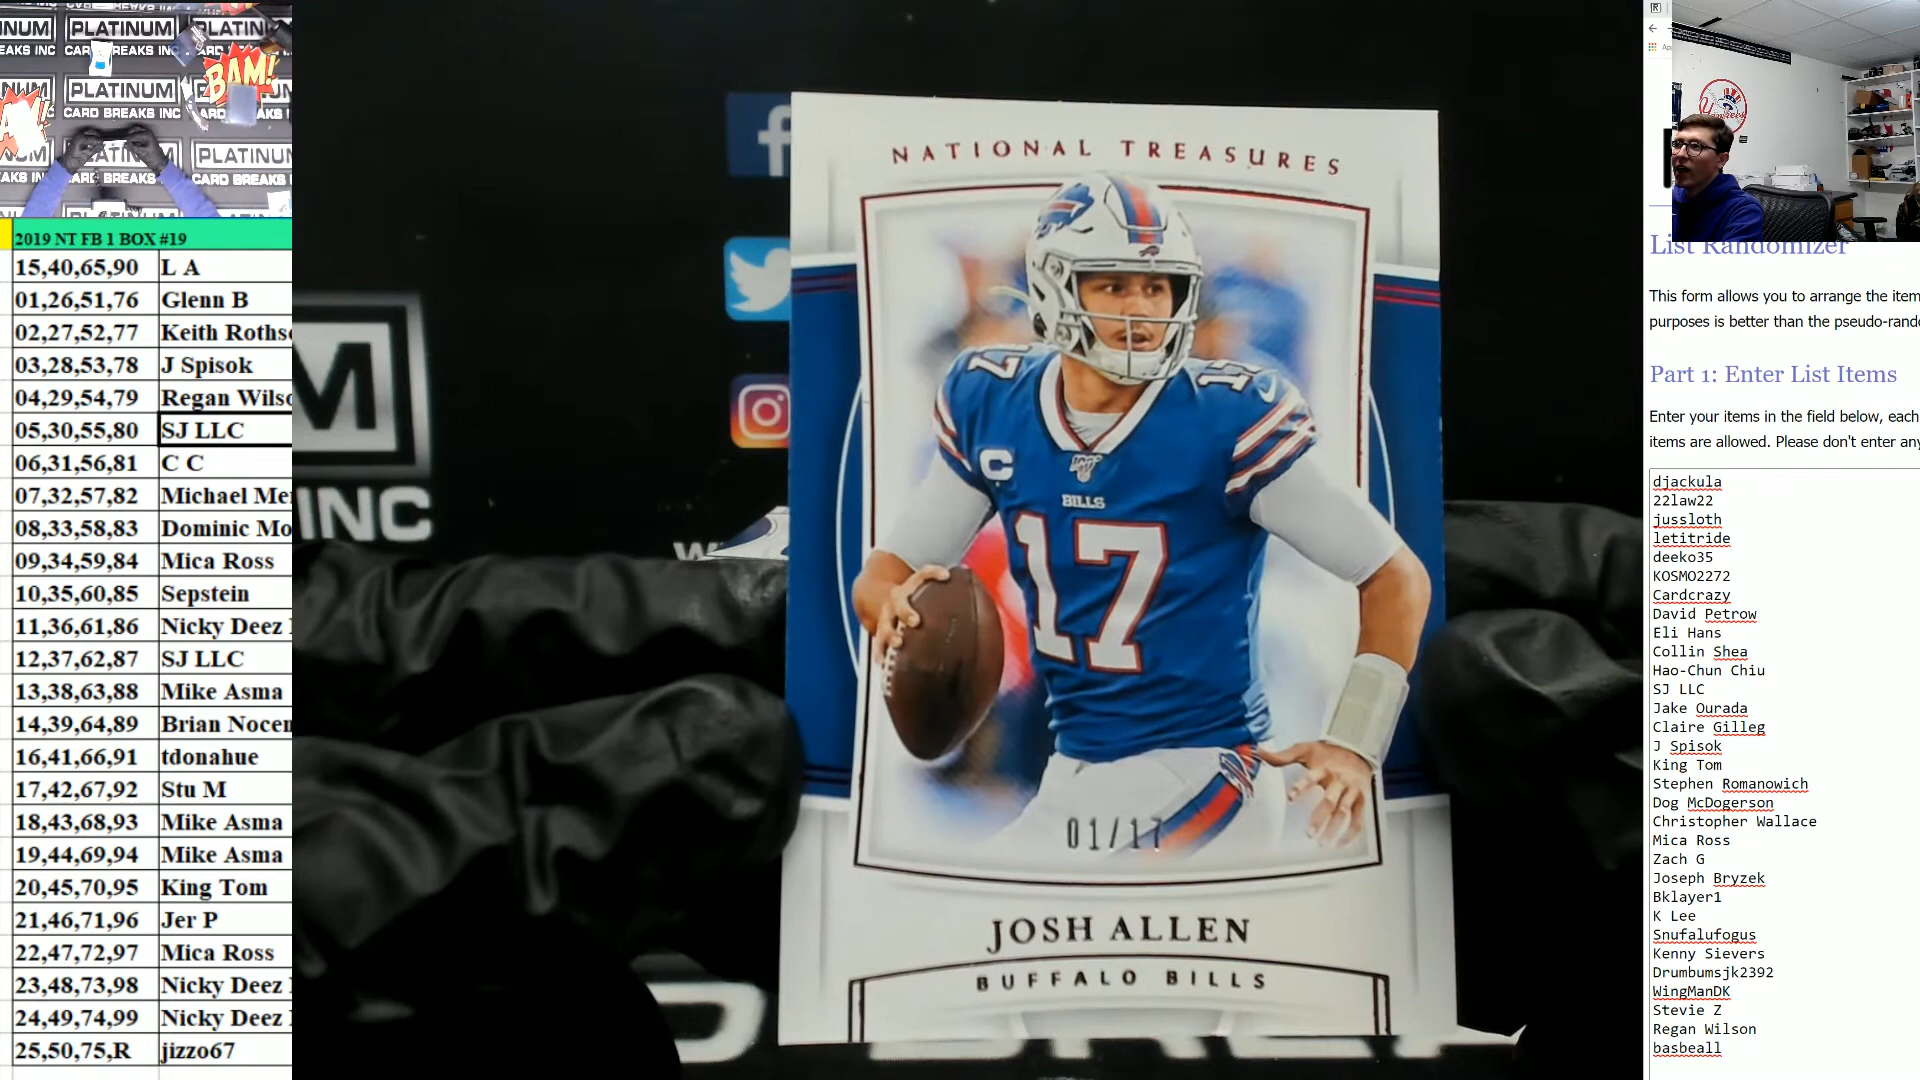 PLATINUM
CARD BREAKS INC
BAM!
2019 NT FB 1 BOX #19
15,40,65,90 L A
01,26,51,76 Glenn B
02,27,52,77 Keith Roths
03,28,53,78 J Spisok
04,29,54,79 Regan Wilso
05,30,55,80 SJ LLC
06,31,56,81 C C
07,32,57,82 Michael Me
08,33,58,83 Dominic Mo
09,34,59,84 Mica Ross
10,35,60,85 Sepstein
11,36,61,86 Nicky Deez
12,37,62,87 SJ LLC
13,38,63,88 Mike Asma
14,39,64,89 Brian Nocen
16,41,66,91 tdonahue
17,42,67,92 Stu M
18,43,68,93 Mike Asma
19,44,69,94 Mike Asma
20,45,70,95 King Tom
21,46,71,96 Jer P
22,47,72,97 Mica Ross
23,48,73,98 Nicky Deez
24,49,74,99 Nicky Deez
25,50,75,R jizzo67
M
INC
NATIONAL TREASURES
17
C
BILLS
17
01/17
JOSH ALLEN
BUFFALO BILLS
List Randomizer
This form allows you to arrange the item
purposes is better than the pseudo-rand
Part 1: Enter List Items
Enter your items in the field below, each
items are allowed. Please don't enter any
djackula
22law22
jussloth
letitride
deeko35
KOSMO2272
Cardcrazy
David Petrow
Eli Hans
Collin Shea
Hao-Chun Chiu
SJ LLC
Jake Ourada
Claire Gilleg
J Spisok
King Tom
Stephen Romanowich
Dog McDogerson
Christopher Wallace
Mica Ross
Zach G
Joseph Bryzek
Bklayer1
K Lee
Snufalufogus
Kenny Sievers
Drumbumsjk2392
WingManDK
Stevie Z
Regan Wilson
basbeall